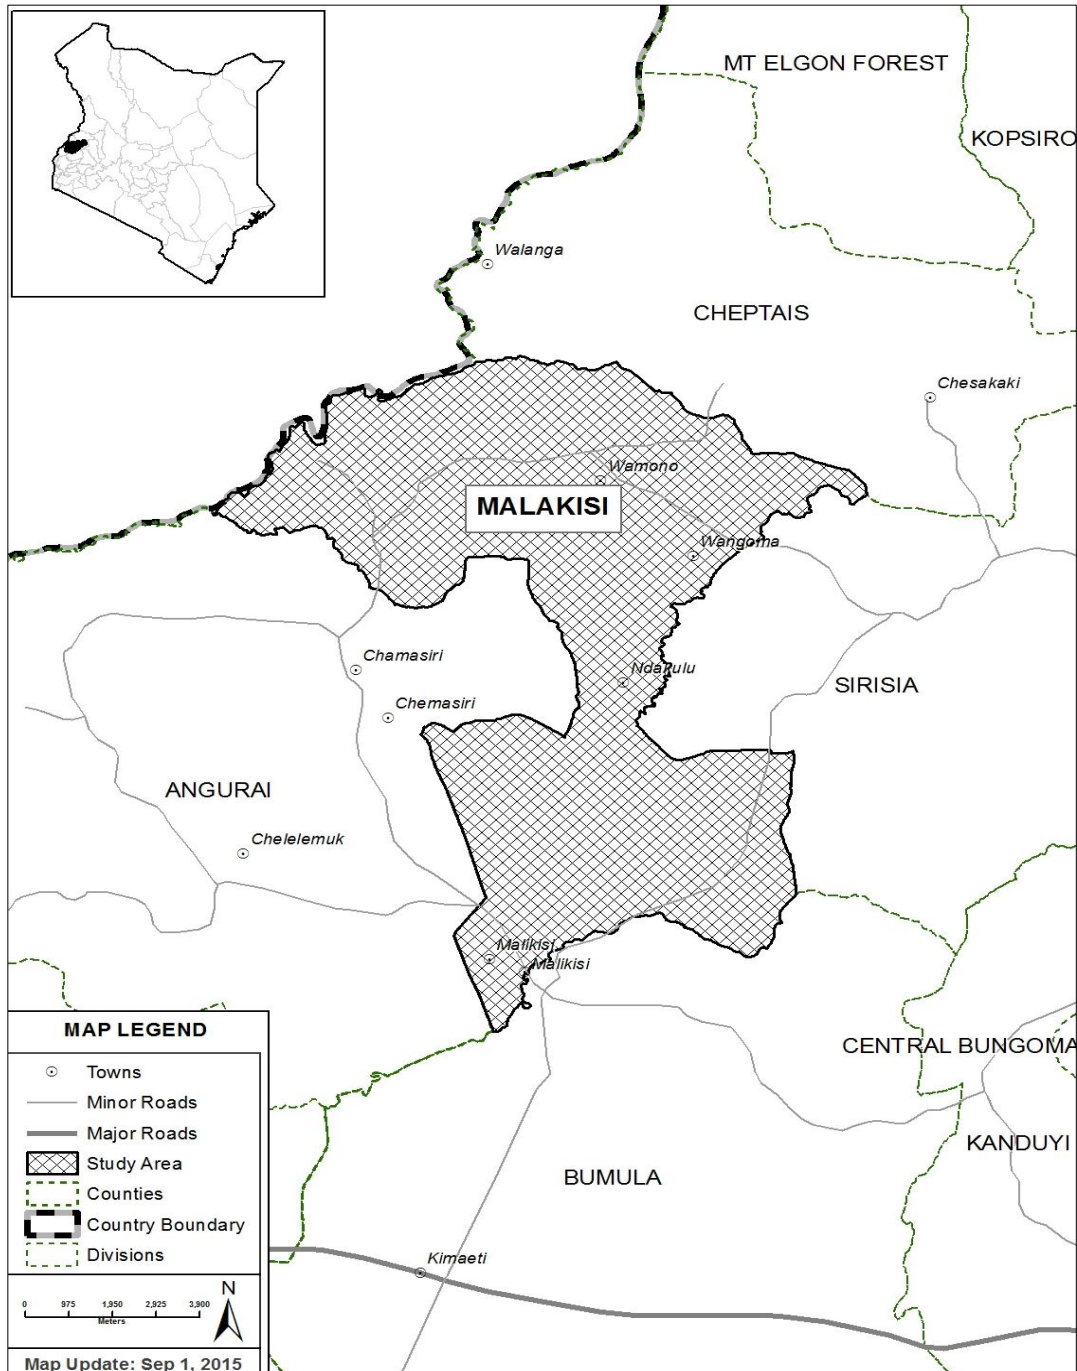 MT ELGON FOREST
KOPSIRO
Walanga
CHEPTAIS
Chesakaki
Wamono
MALAKISI
Wangoma
Chamasiri
Ndakulu
Chemasiri
SIRISIA
ANGURAI
Chelelemuk
Malikisi
Malikisi
CENTRAL BUNGOMA
KANDUYI
BUMULA
Kimaeti
MAP LEGEND
Towns
Minor Roads
Major Roads
Study Area
Counties
Country Boundary
Divisions
N
0 975 1,950 2,925 3,900
Meters
Map Update: Sep 1, 2015